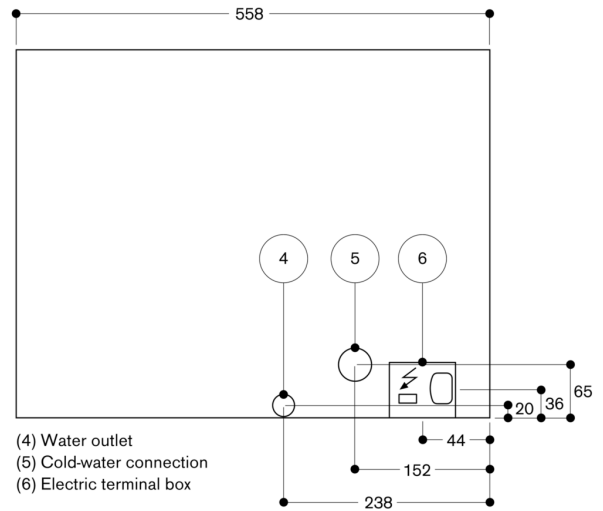 558
4 5 6
65
36
20
44
(4) Water outlet
(5) Cold-water connection
152
(6) Electric terminal box
238